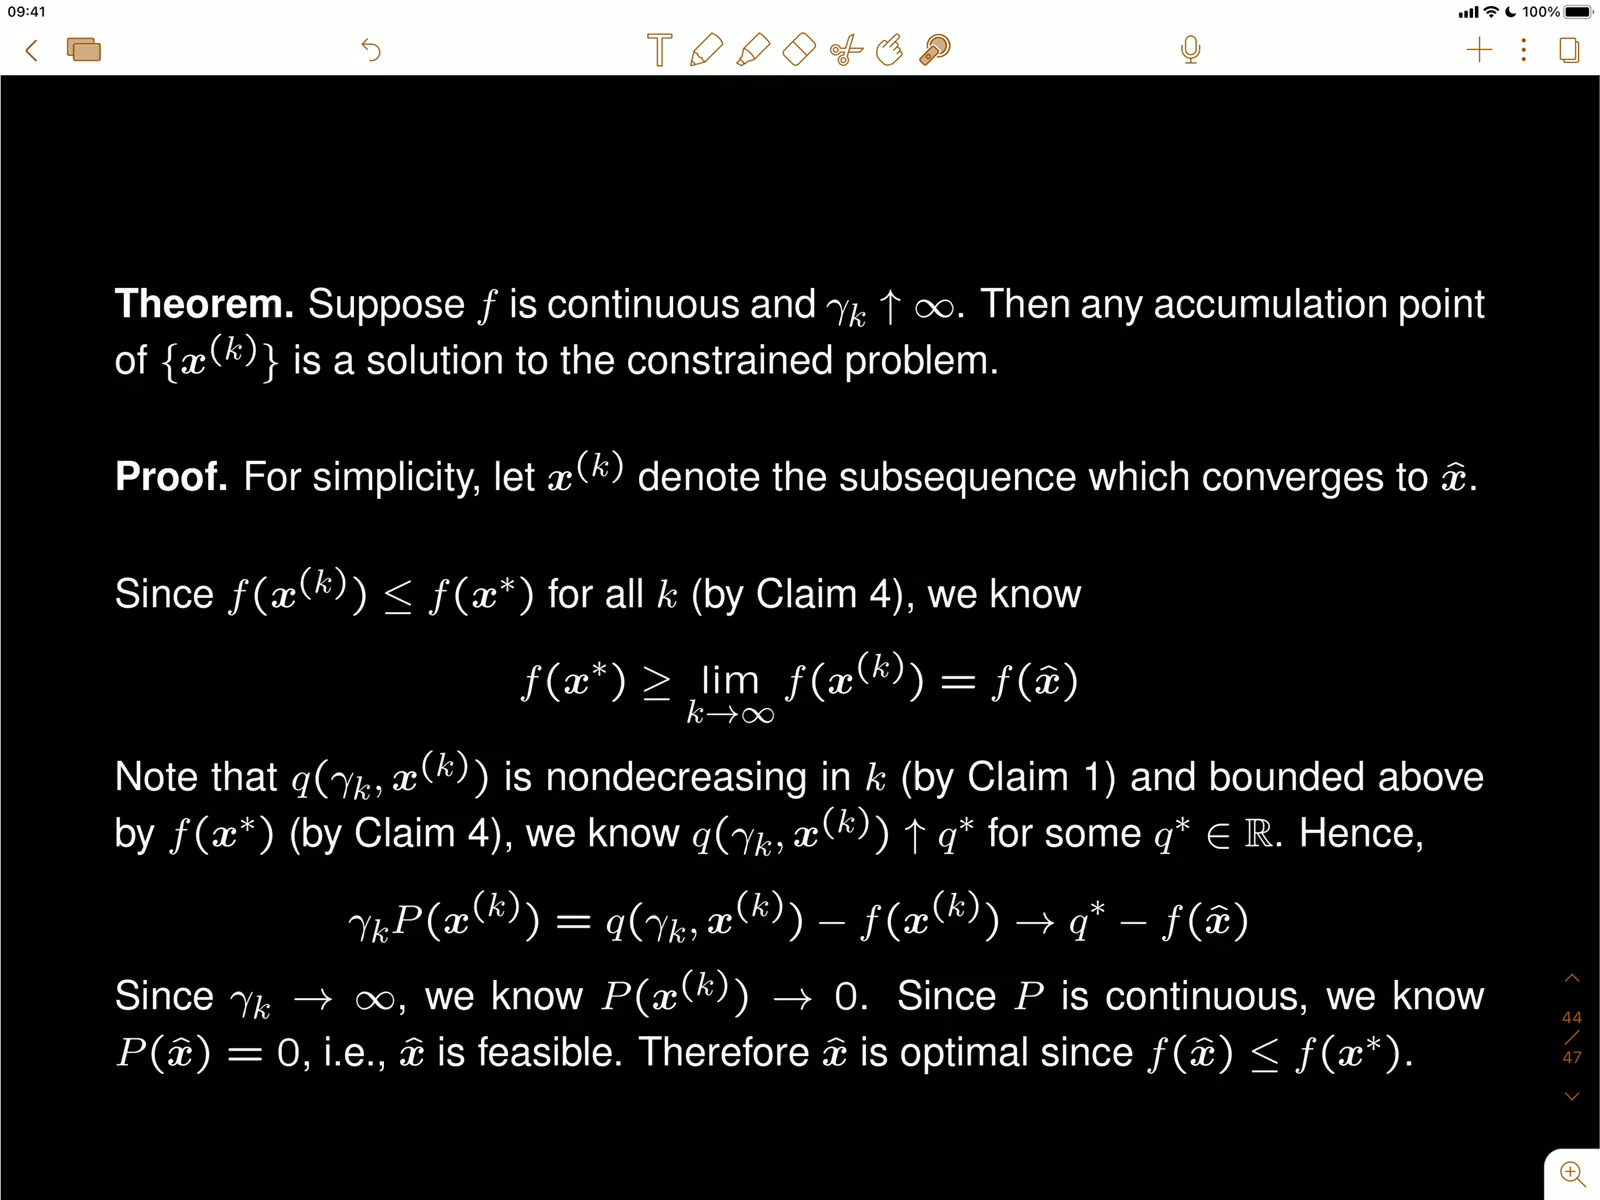 09:41
100%
Theorem. Suppose f is continuous and γ_k ↑ ∞. Then any accumulation point
of {x^(k)} is a solution to the constrained problem.
Proof. For simplicity, let x^(k) denote the subsequence which converges to x̂.
Since f(x^(k)) ≤ f(x*) for all k (by Claim 4), we know
f(x*) ≥ lim_{k→∞} f(x^(k)) = f(x̂)
Note that q(γ_k, x^(k)) is nondecreasing in k (by Claim 1) and bounded above
by f(x*) (by Claim 4), we know q(γ_k, x^(k)) ↑ q* for some q* ∈ ℝ. Hence,
γ_k P(x^(k)) = q(γ_k, x^(k)) − f(x^(k)) → q* − f(x̂)
Since γ_k → ∞, we know P(x^(k)) → 0. Since P is continuous, we know
P(x̂) = 0, i.e., x̂ is feasible. Therefore x̂ is optimal since f(x̂) ≤ f(x*).
44
/
47